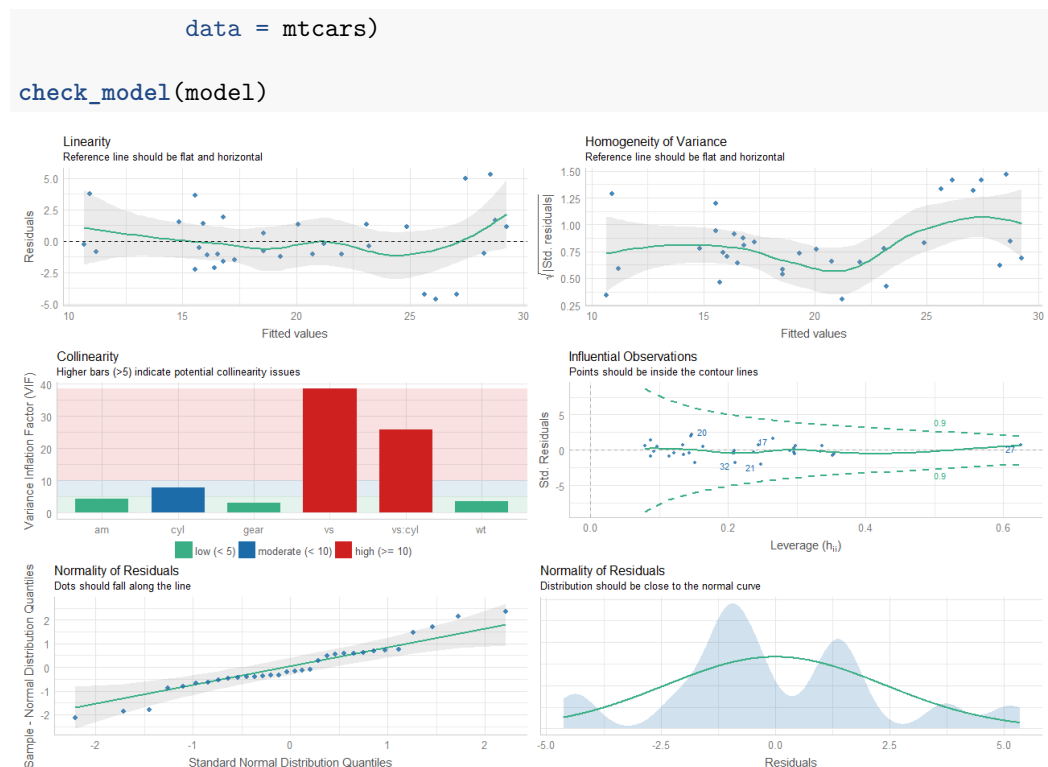 data = mtcars)
check_model(model)
Linearity
Reference line should be flat and horizontal
Residuals
5.0
2.5
0.0
-2.5
-5.0
10
15
20
25
30
Fitted values
Homogeneity of Variance
Reference line should be flat and horizontal
√|Std. residuals|
1.50
1.25
1.00
0.75
0.50
0.25
10
15
20
25
30
Fitted values
Collinearity
Higher bars (>5) indicate potential collinearity issues
Variance Inflation Factor (VIF)
40
30
20
10
0
am
cyl
gear
vs
vs:cyl
wt
low (< 5)
moderate (< 10)
high (>= 10)
Influential Observations
Points should be inside the contour lines
Std. Residuals
5
0
-5
0.9
20
17
27
32
21
0.9
0.0
0.2
0.4
0.6
Leverage (hii)
Normality of Residuals
Dots should fall along the line
Sample - Normal Distribution Quantiles
2
1
0
-1
-2
-2
-1
0
1
2
Standard Normal Distribution Quantiles
Normality of Residuals
Distribution should be close to the normal curve
-5.0
-2.5
0.0
2.5
5.0
Residuals